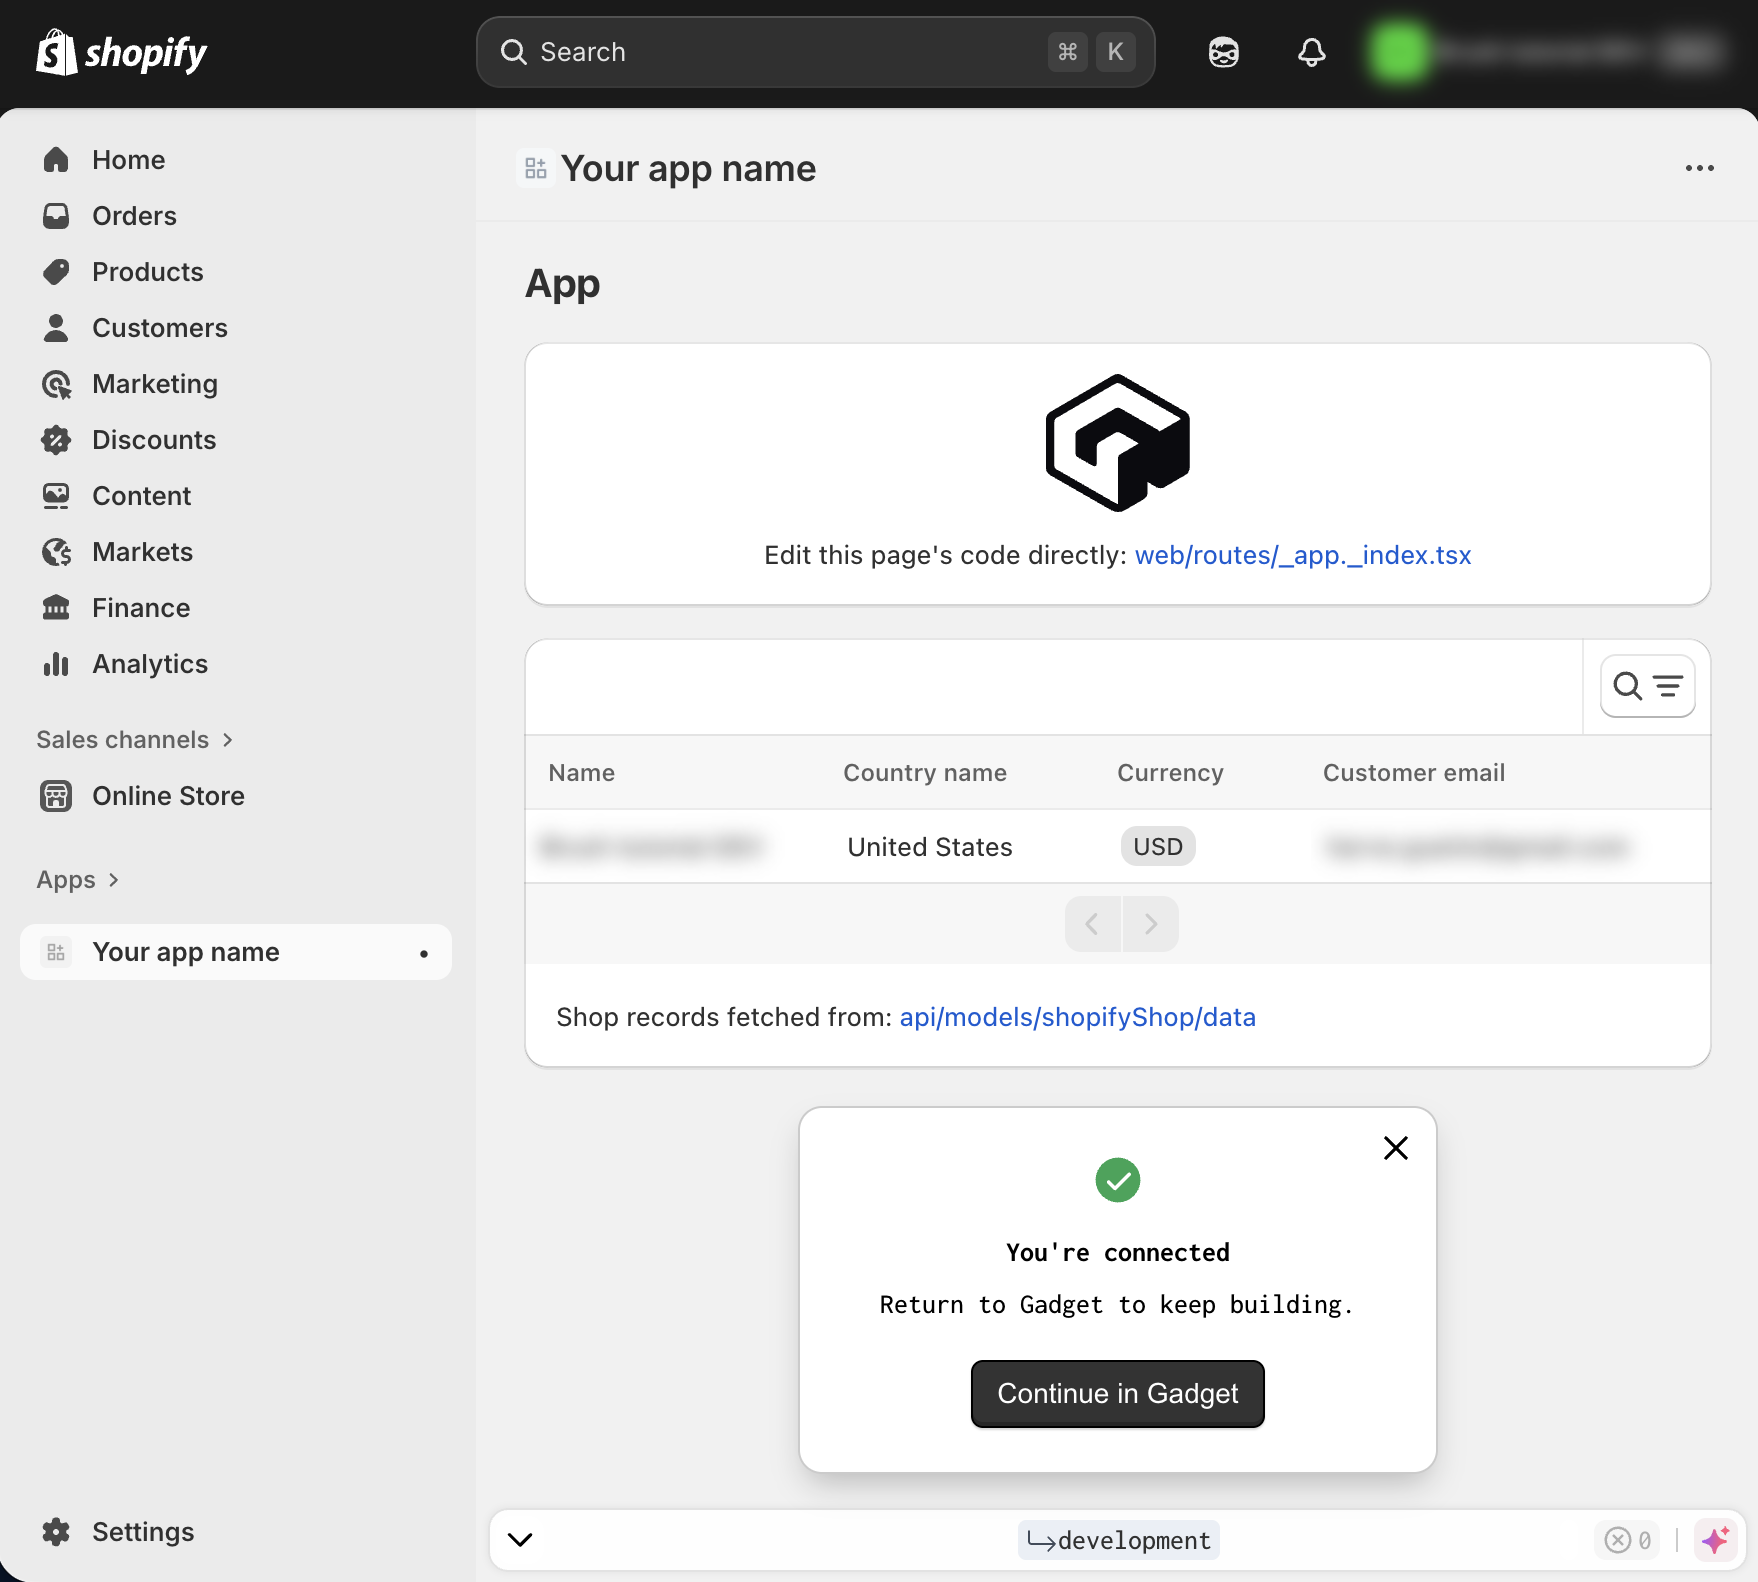 shopify
Search
⌘ K
Home
Orders
Products
Customers
Marketing
Discounts
Content
Markets
Finance
Analytics
Sales channels
Online Store
Apps
Your app name
Settings
Your app name
App
Edit this page's code directly: web/routes/_app._index.tsx
Name Country name Currency Customer email
United States USD
Shop records fetched from: api/models/shopifyShop/data
You're connected
Return to Gadget to keep building.
Continue in Gadget
development
0